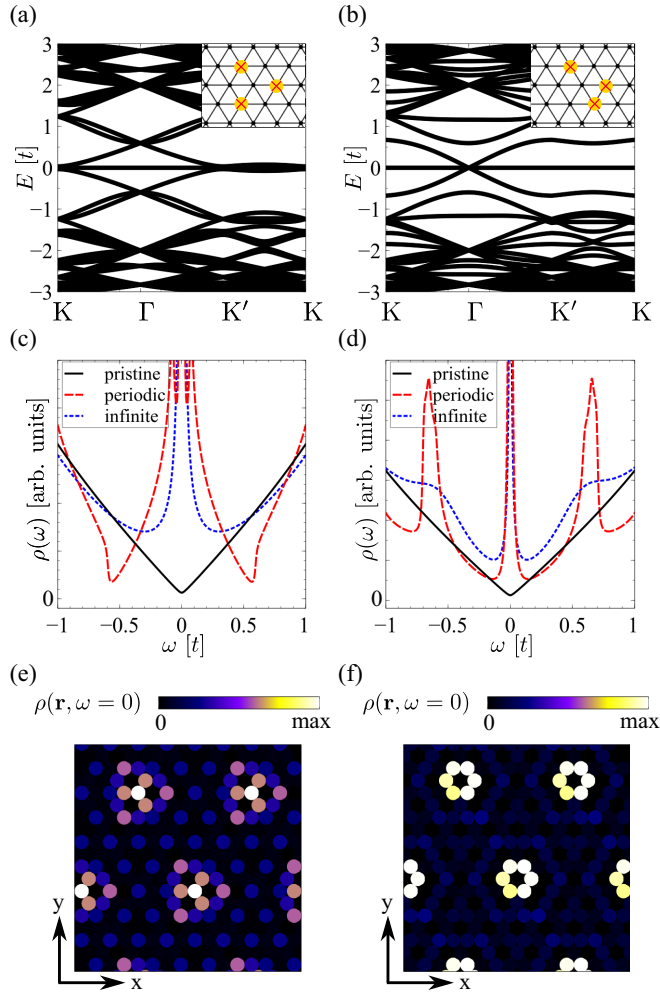 (a)
(b)
3
2
1
0
−1
−2
−3
E [t]
K
Γ
K′
K
3
2
1
0
−1
−2
−3
E [t]
K
Γ
K′
K
(c)
(d)
pristine
periodic
infinite
ρ(ω) [arb. units]
0
−1
−0.5
0
0.5
1
ω [t]
pristine
periodic
infinite
ρ(ω) [arb. units]
0
−1
−0.5
0
0.5
1
ω [t]
(e)
(f)
ρ(r, ω = 0)
0
max
ρ(r, ω = 0)
0
max
y
x
y
x